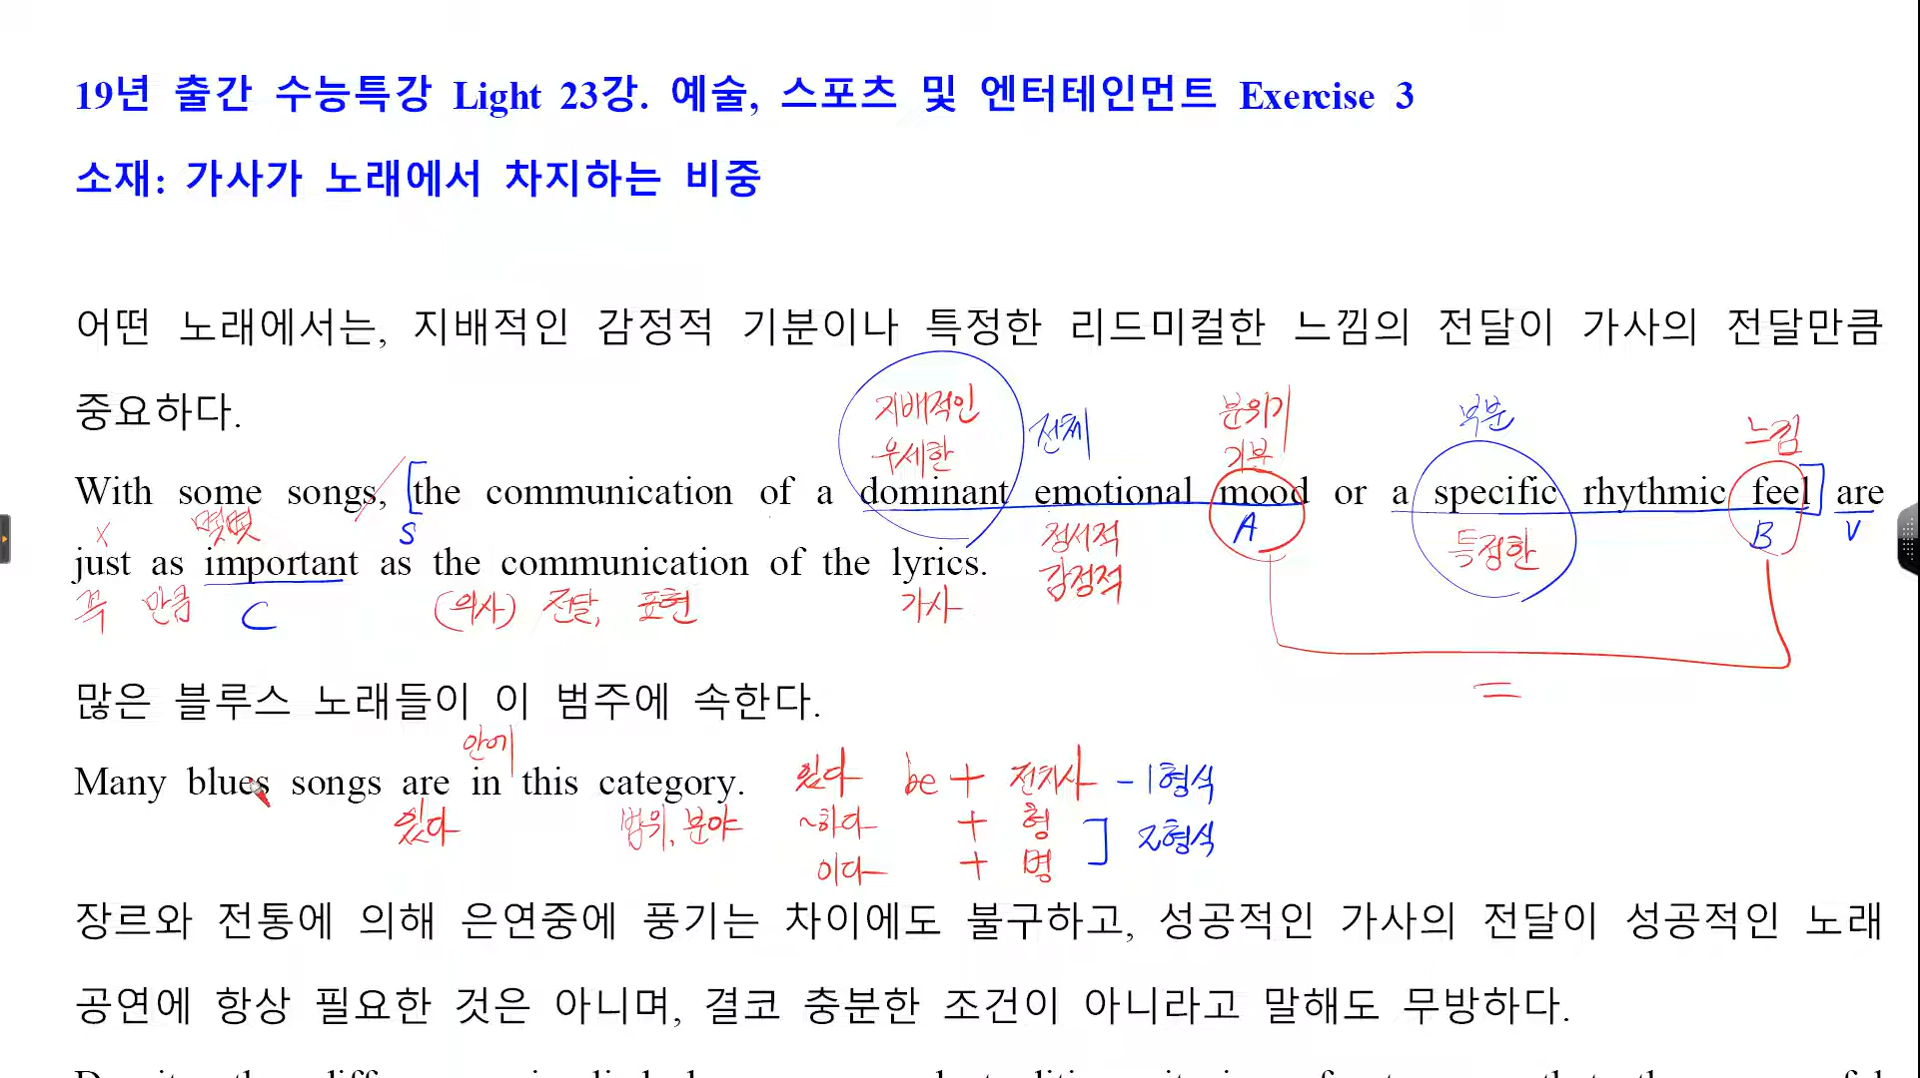 19년 출간 수능특강 Light 23강. 예술, 스포츠 및 엔터테인먼트 Exercise 3
소재: 가사가 노래에서 차지하는 비중
어떤 노래에서는, 지배적인 감정적 기분이나 특정한 리드미컬한 느낌의 전달이 가사의 전달만큼
중요하다.
지배적인 분위기 부분
우세한 전체 기분 느낌
With some songs, [the communication of a dominant emotional mood or a specific rhythmic feel] are
x 몇몇 S 정서적 A 특정한 B V
just as important as the communication of the lyrics.
꼭 만큼 C (의사) 전달, 표현 가사 감정적
=
많은 블루스 노래들이 이 범주에 속한다.
안에
Many blues songs are in this category. 있다 be + 전치사 - 1형식
있다 범위, 분야 ~하다 + 형 ] 2형식
이다 + 명
장르와 전통에 의해 은연중에 풍기는 차이에도 불구하고, 성공적인 가사의 전달이 성공적인 노래
공연에 항상 필요한 것은 아니며, 결코 충분한 조건이 아니라고 말해도 무방하다.